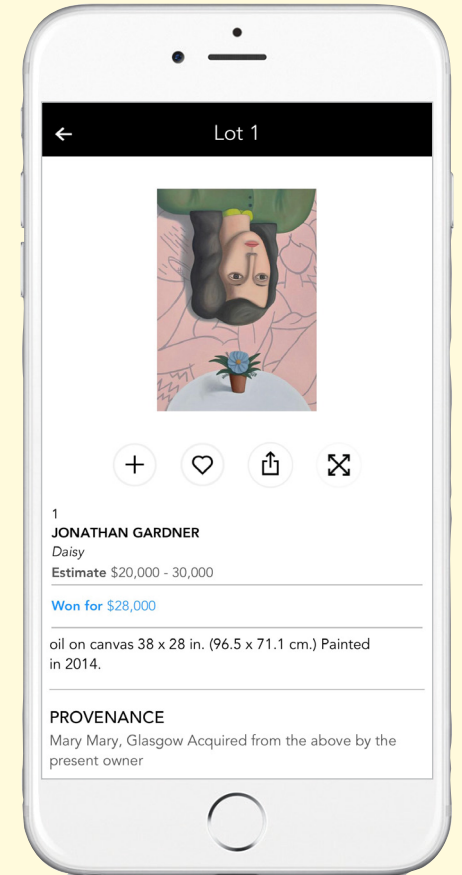 Lot 1
1
JONATHAN GARDNER
Daisy
Estimate $20,000 - 30,000
Won for $28,000
oil on canvas 38 x 28 in. (96.5 x 71.1 cm.) Painted
in 2014.
PROVENANCE
Mary Mary, Glasgow Acquired from the above by the
present owner